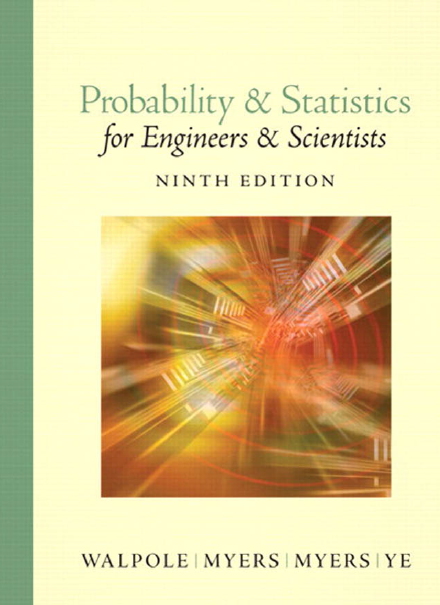 Probability & Statistics
for Engineers & Scientists
NINTH EDITION
WALPOLE|MYERS|MYERS|YE